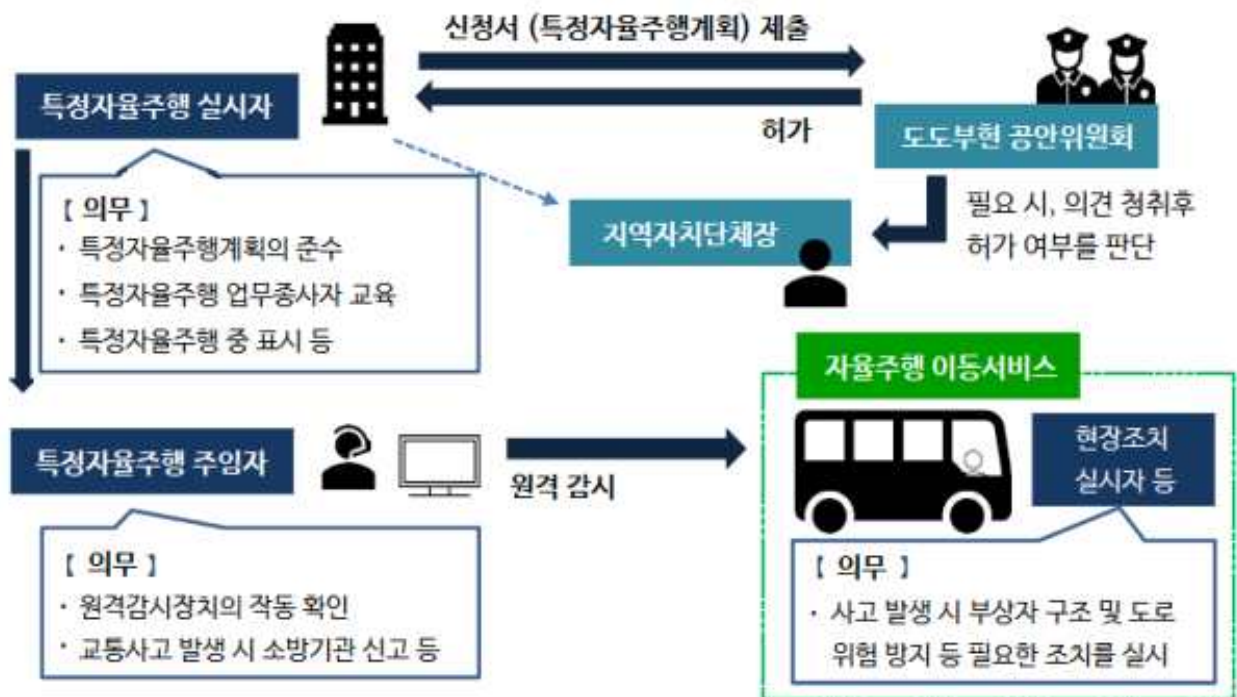 신청서 (특정자율주행계획) 제출
특정자율주행 실시자
허가
도도부현 공안위원회
【 의무 】
· 특정자율주행계획의 준수
· 특정자율주행 업무종사자 교육
· 특정자율주행 중 표시 등
지역자치단체장
필요 시, 의견 청취후
허가 여부를 판단
자율주행 이동서비스
특정자율주행 주임자
원격 감시
현장조치
실시자 등
【 의무 】
· 원격감시장치의 작동 확인
· 교통사고 발생 시 소방기관 신고 등
【 의무 】
· 사고 발생 시 부상자 구조 및 도로
위험 방지 등 필요한 조치를 실시